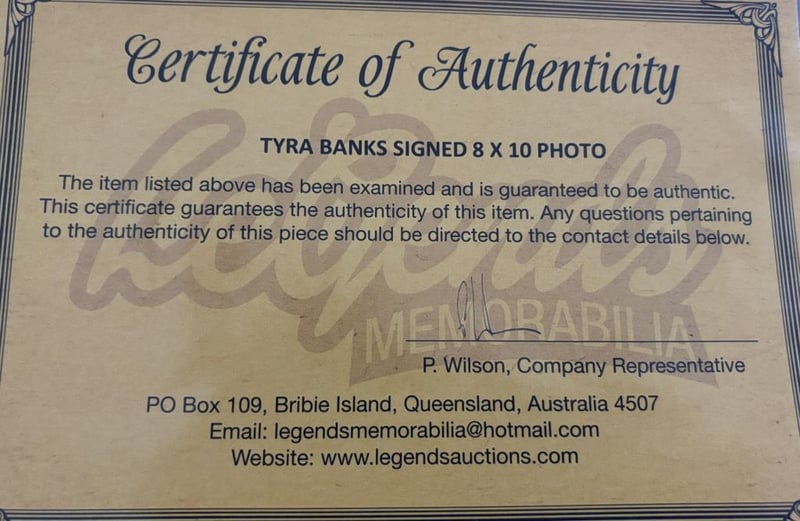 Certificate of Authenticity
TYRA BANKS SIGNED 8 X 10 PHOTO
The item listed above has been examined and is guaranteed to be authentic.
This certificate guarantees the authenticity of this item. Any questions pertaining
to the authenticity of this piece should be directed to the contact details below.
Legends
MEMORABILIA
P. Wilson, Company Representative
PO Box 109, Bribie Island, Queensland, Australia 4507
Email: legendsmemorabilia@hotmail.com
Website: www.legendsauctions.com